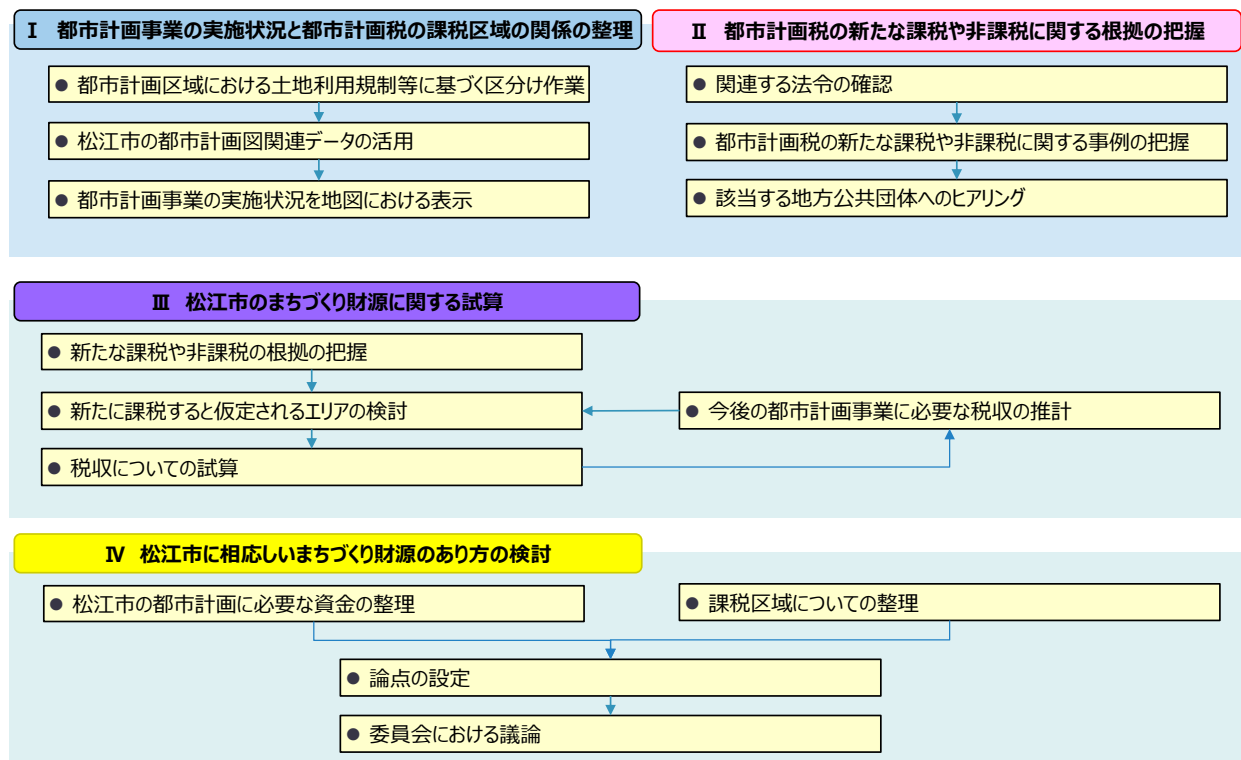 Ⅰ 都市計画事業の実施状況と都市計画税の課税区域の関係の整理
● 都市計画区域における土地利用規制等に基づく区分け作業
● 松江市の都市計画図関連データの活用
● 都市計画事業の実施状況を地図における表示
Ⅱ 都市計画税の新たな課税や非課税に関する根拠の把握
● 関連する法令の確認
● 都市計画税の新たな課税や非課税に関する事例の把握
● 該当する地方公共団体へのヒアリング
Ⅲ 松江市のまちづくり財源に関する試算
● 新たな課税や非課税の根拠の把握
● 新たに課税すると仮定されるエリアの検討
● 今後の都市計画事業に必要な税収の推計
● 税収についての試算
Ⅳ 松江市に相応しいまちづくり財源のあり方の検討
● 松江市の都市計画に必要な資金の整理
● 課税区域についての整理
● 論点の設定
● 委員会における議論